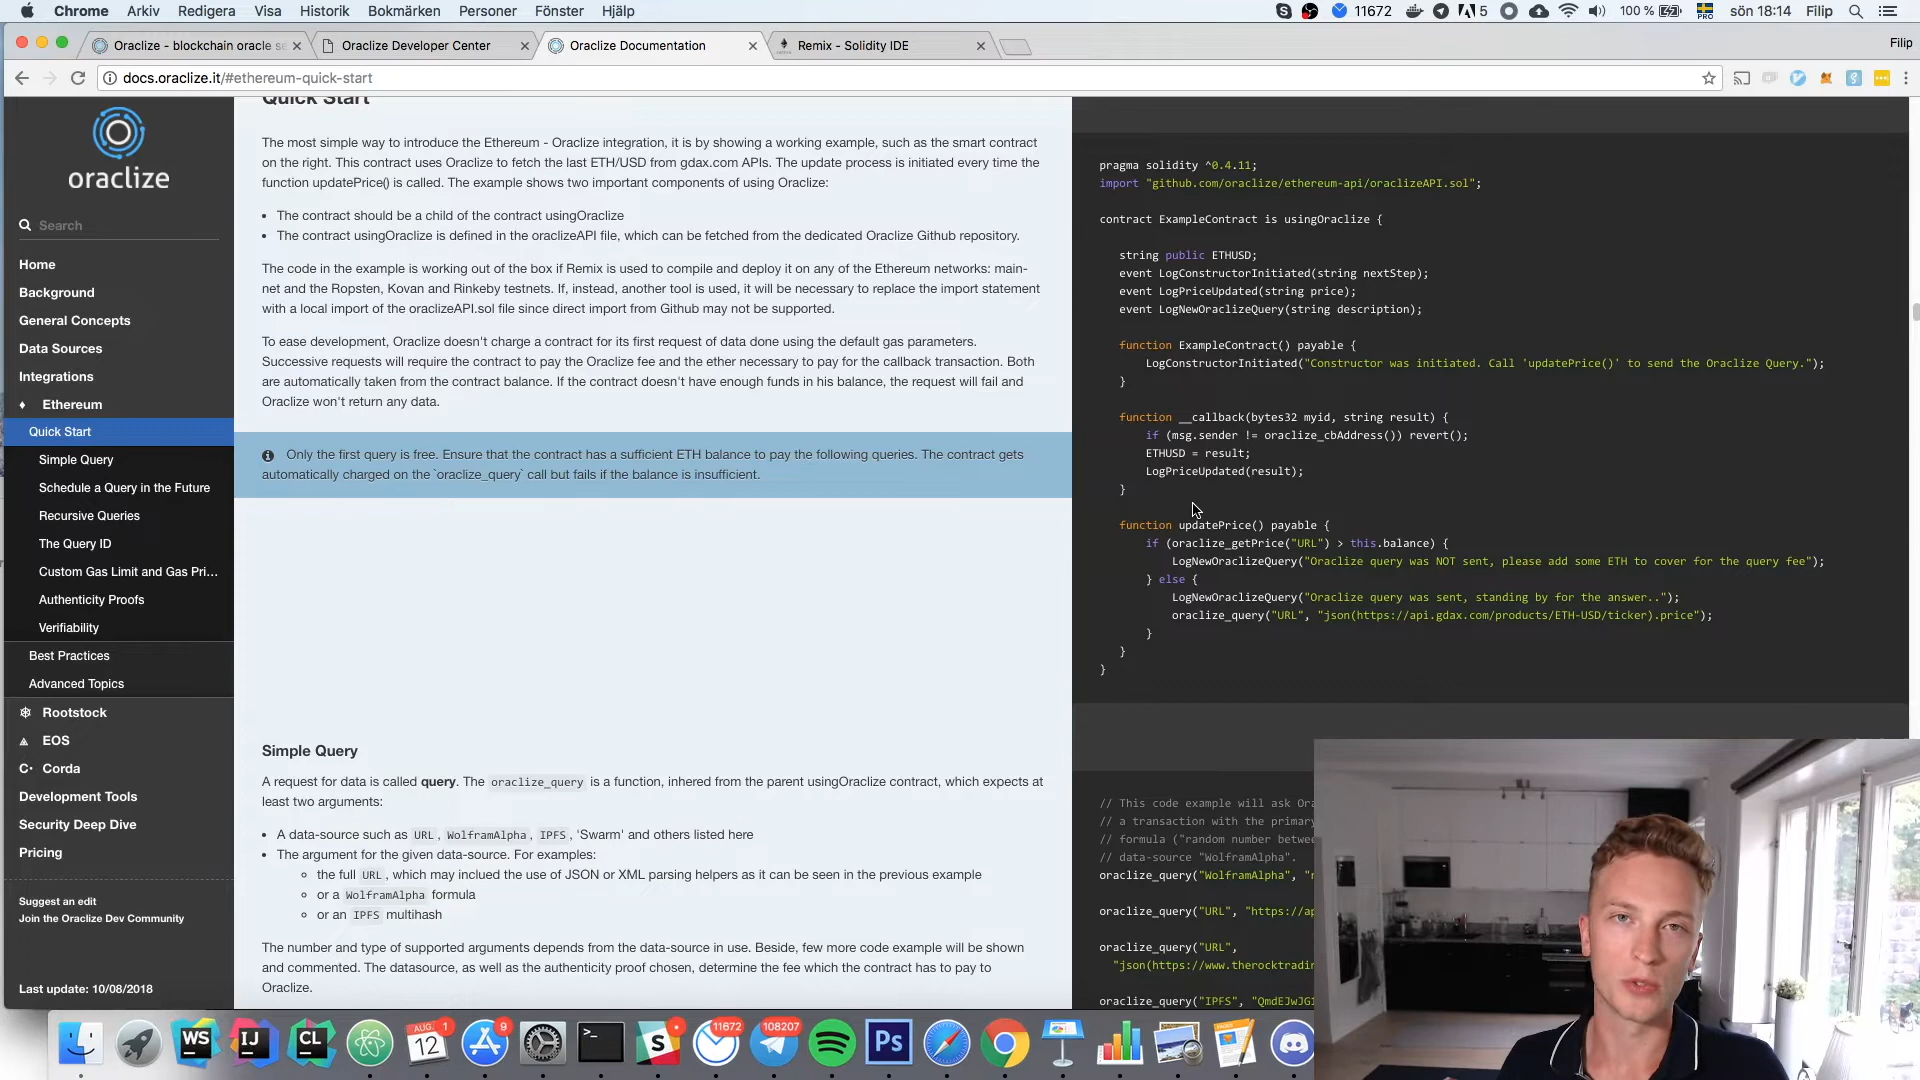 Chrome Arkiv Redigera Visa Historik Bokmärken Personer Fönster Hjälp 11672 5 100 % PRO sön 18:14 Filip
Oraclize - blockchain oracle se
Oraclize Developer Center
Oraclize Documentation
Remix - Solidity IDE
Filip
docs.oraclize.it/#ethereum-quick-start
oraclize
Search
Home
Background
General Concepts
Data Sources
Integrations
Ethereum
Quick Start
Simple Query
Schedule a Query in the Future
Recursive Queries
The Query ID
Custom Gas Limit and Gas Pri...
Authenticity Proofs
Verifiability
Best Practices
Advanced Topics
Rootstock
EOS
Corda
Development Tools
Security Deep Dive
Pricing
Suggest an edit
Join the Oraclize Dev Community
Last update: 10/08/2018
Quick Start
The most simple way to introduce the Ethereum - Oraclize integration, it is by showing a working example, such as the smart contract
on the right. This contract uses Oraclize to fetch the last ETH/USD from gdax.com APIs. The update process is initiated every time the
function updatePrice() is called. The example shows two important components of using Oraclize:
• The contract should be a child of the contract usingOraclize
• The contract usingOraclize is defined in the oraclizeAPI file, which can be fetched from the dedicated Oraclize Github repository.
The code in the example is working out of the box if Remix is used to compile and deploy it on any of the Ethereum networks: main-
net and the Ropsten, Kovan and Rinkeby testnets. If, instead, another tool is used, it will be necessary to replace the import statement
with a local import of the oraclizeAPI.sol file since direct import from Github may not be supported.
To ease development, Oraclize doesn't charge a contract for its first request of data done using the default gas parameters.
Successive requests will require the contract to pay the Oraclize fee and the ether necessary to pay for the callback transaction. Both
are automatically taken from the contract balance. If the contract doesn't have enough funds in his balance, the request will fail and
Oraclize won't return any data.
Only the first query is free. Ensure that the contract has a sufficient ETH balance to pay the following queries. The contract gets
automatically charged on the `oraclize_query` call but fails if the balance is insufficient.
Simple Query
A request for data is called query. The oraclize_query is a function, inhered from the parent usingOraclize contract, which expects at
least two arguments:
• A data-source such as URL, WolframAlpha, IPFS, 'Swarm' and others listed here
• The argument for the given data-source. For examples:
the full URL, which may inclued the use of JSON or XML parsing helpers as it can be seen in the previous example
or a WolframAlpha formula
or an IPFS multihash
The number and type of supported arguments depends from the data-source in use. Beside, few more code example will be shown
and commented. The datasource, as well as the authenticity proof chosen, determine the fee which the contract has to pay to
Oraclize.
pragma solidity ^0.4.11;
import "github.com/oraclize/ethereum-api/oraclizeAPI.sol";
contract ExampleContract is usingOraclize {
string public ETHUSD;
event LogConstructorInitiated(string nextStep);
event LogPriceUpdated(string price);
event LogNewOraclizeQuery(string description);
function ExampleContract() payable {
LogConstructorInitiated("Constructor was initiated. Call 'updatePrice()' to send the Oraclize Query.");
}
function __callback(bytes32 myid, string result) {
if (msg.sender != oraclize_cbAddress()) revert();
ETHUSD = result;
LogPriceUpdated(result);
}
function updatePrice() payable {
if (oraclize_getPrice("URL") > this.balance) {
LogNewOraclizeQuery("Oraclize query was NOT sent, please add some ETH to cover for the query fee");
} else {
LogNewOraclizeQuery("Oraclize query was sent, standing by for the answer..");
oraclize_query("URL", "json(https://api.gdax.com/products/ETH-USD/ticker).price");
}
}
}
// This code example will ask Ora
// a transaction with the primary
// formula ("random number betwee
// data-source "WolframAlpha".
oraclize_query("WolframAlpha", "r
oraclize_query("URL", "https://ap
oraclize_query("URL",
"json(https://www.therocktradin
oraclize_query("IPFS", "QmdEJwJG1
WS IJ CL AUG. 1 12 9 11672 108207 Ps